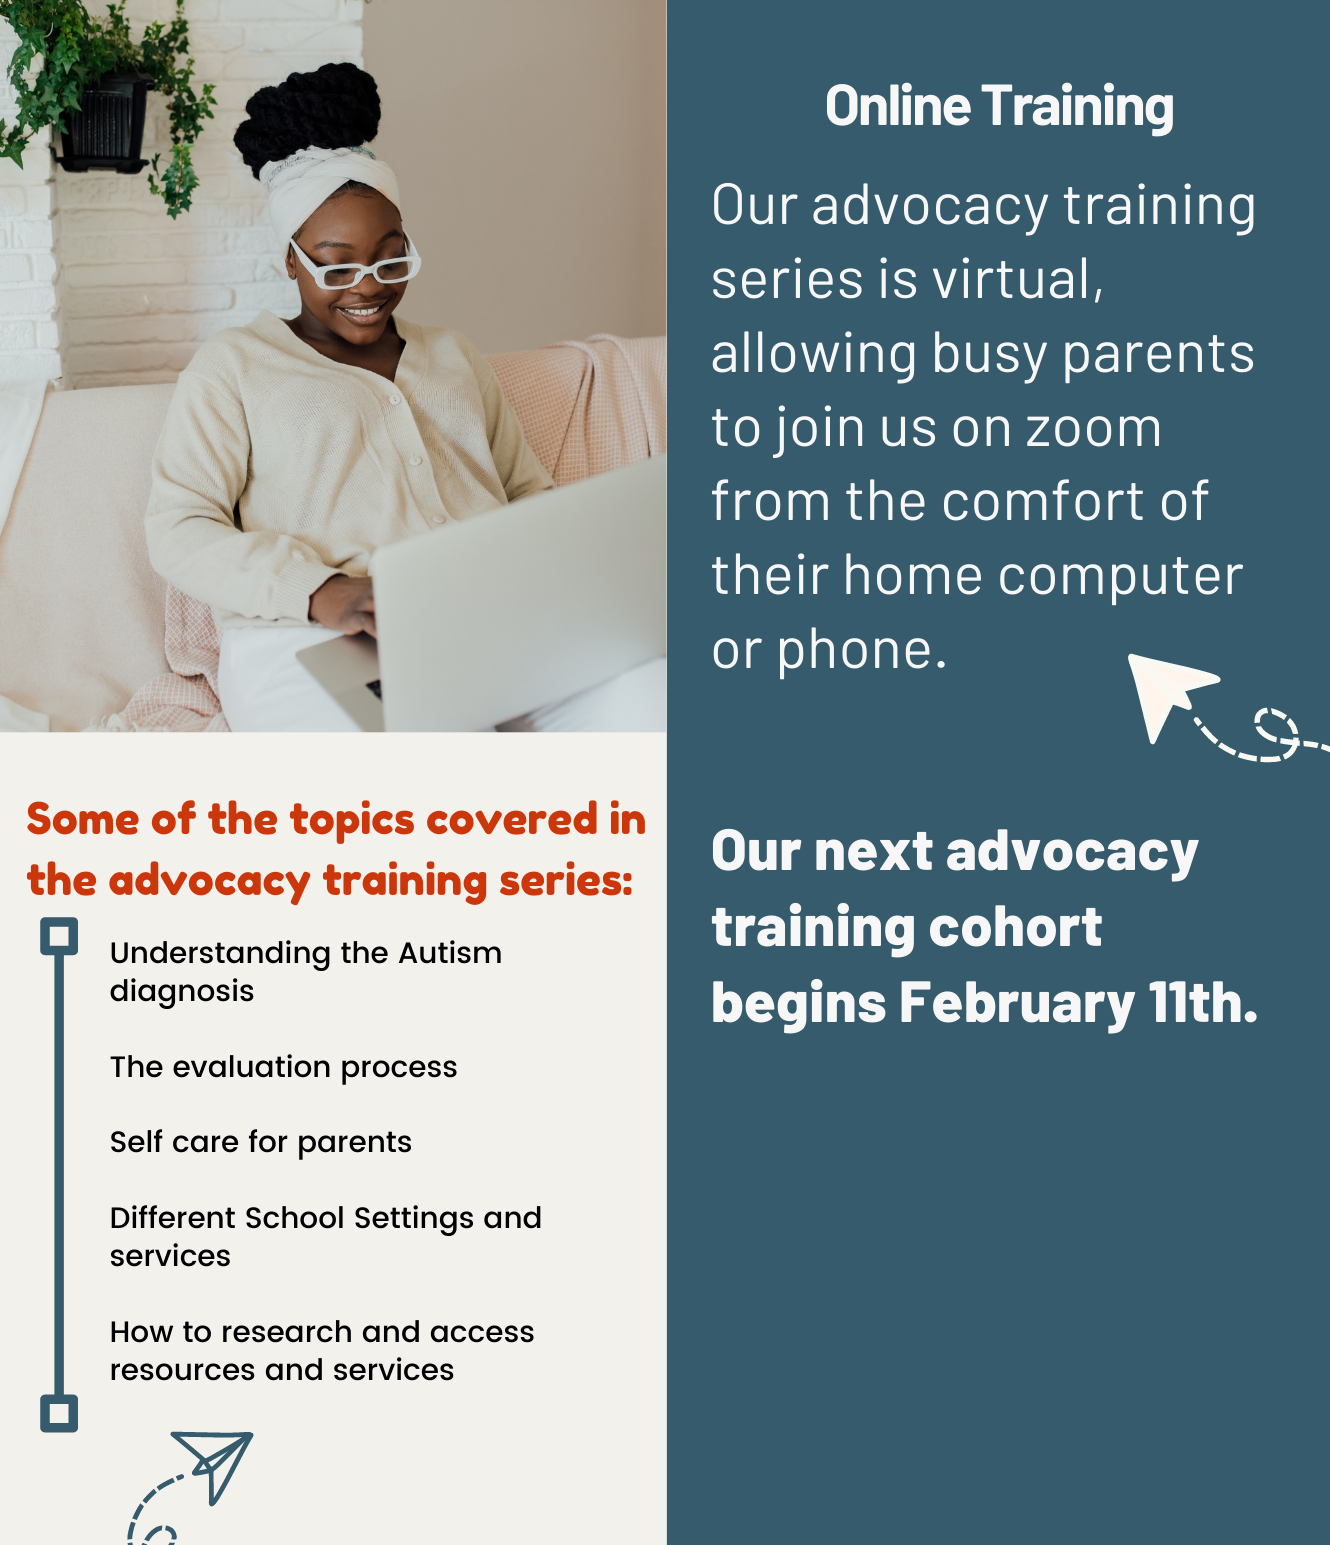 Online Training
Our advocacy training
series is virtual,
allowing busy parents
to join us on zoom
from the comfort of
their home computer
or phone.
Our next advocacy
training cohort
begins February 11th.
Some of the topics covered in
the advocacy training series:
Understanding the Autism
diagnosis
The evaluation process
Self care for parents
Different School Settings and
services
How to research and access
resources and services